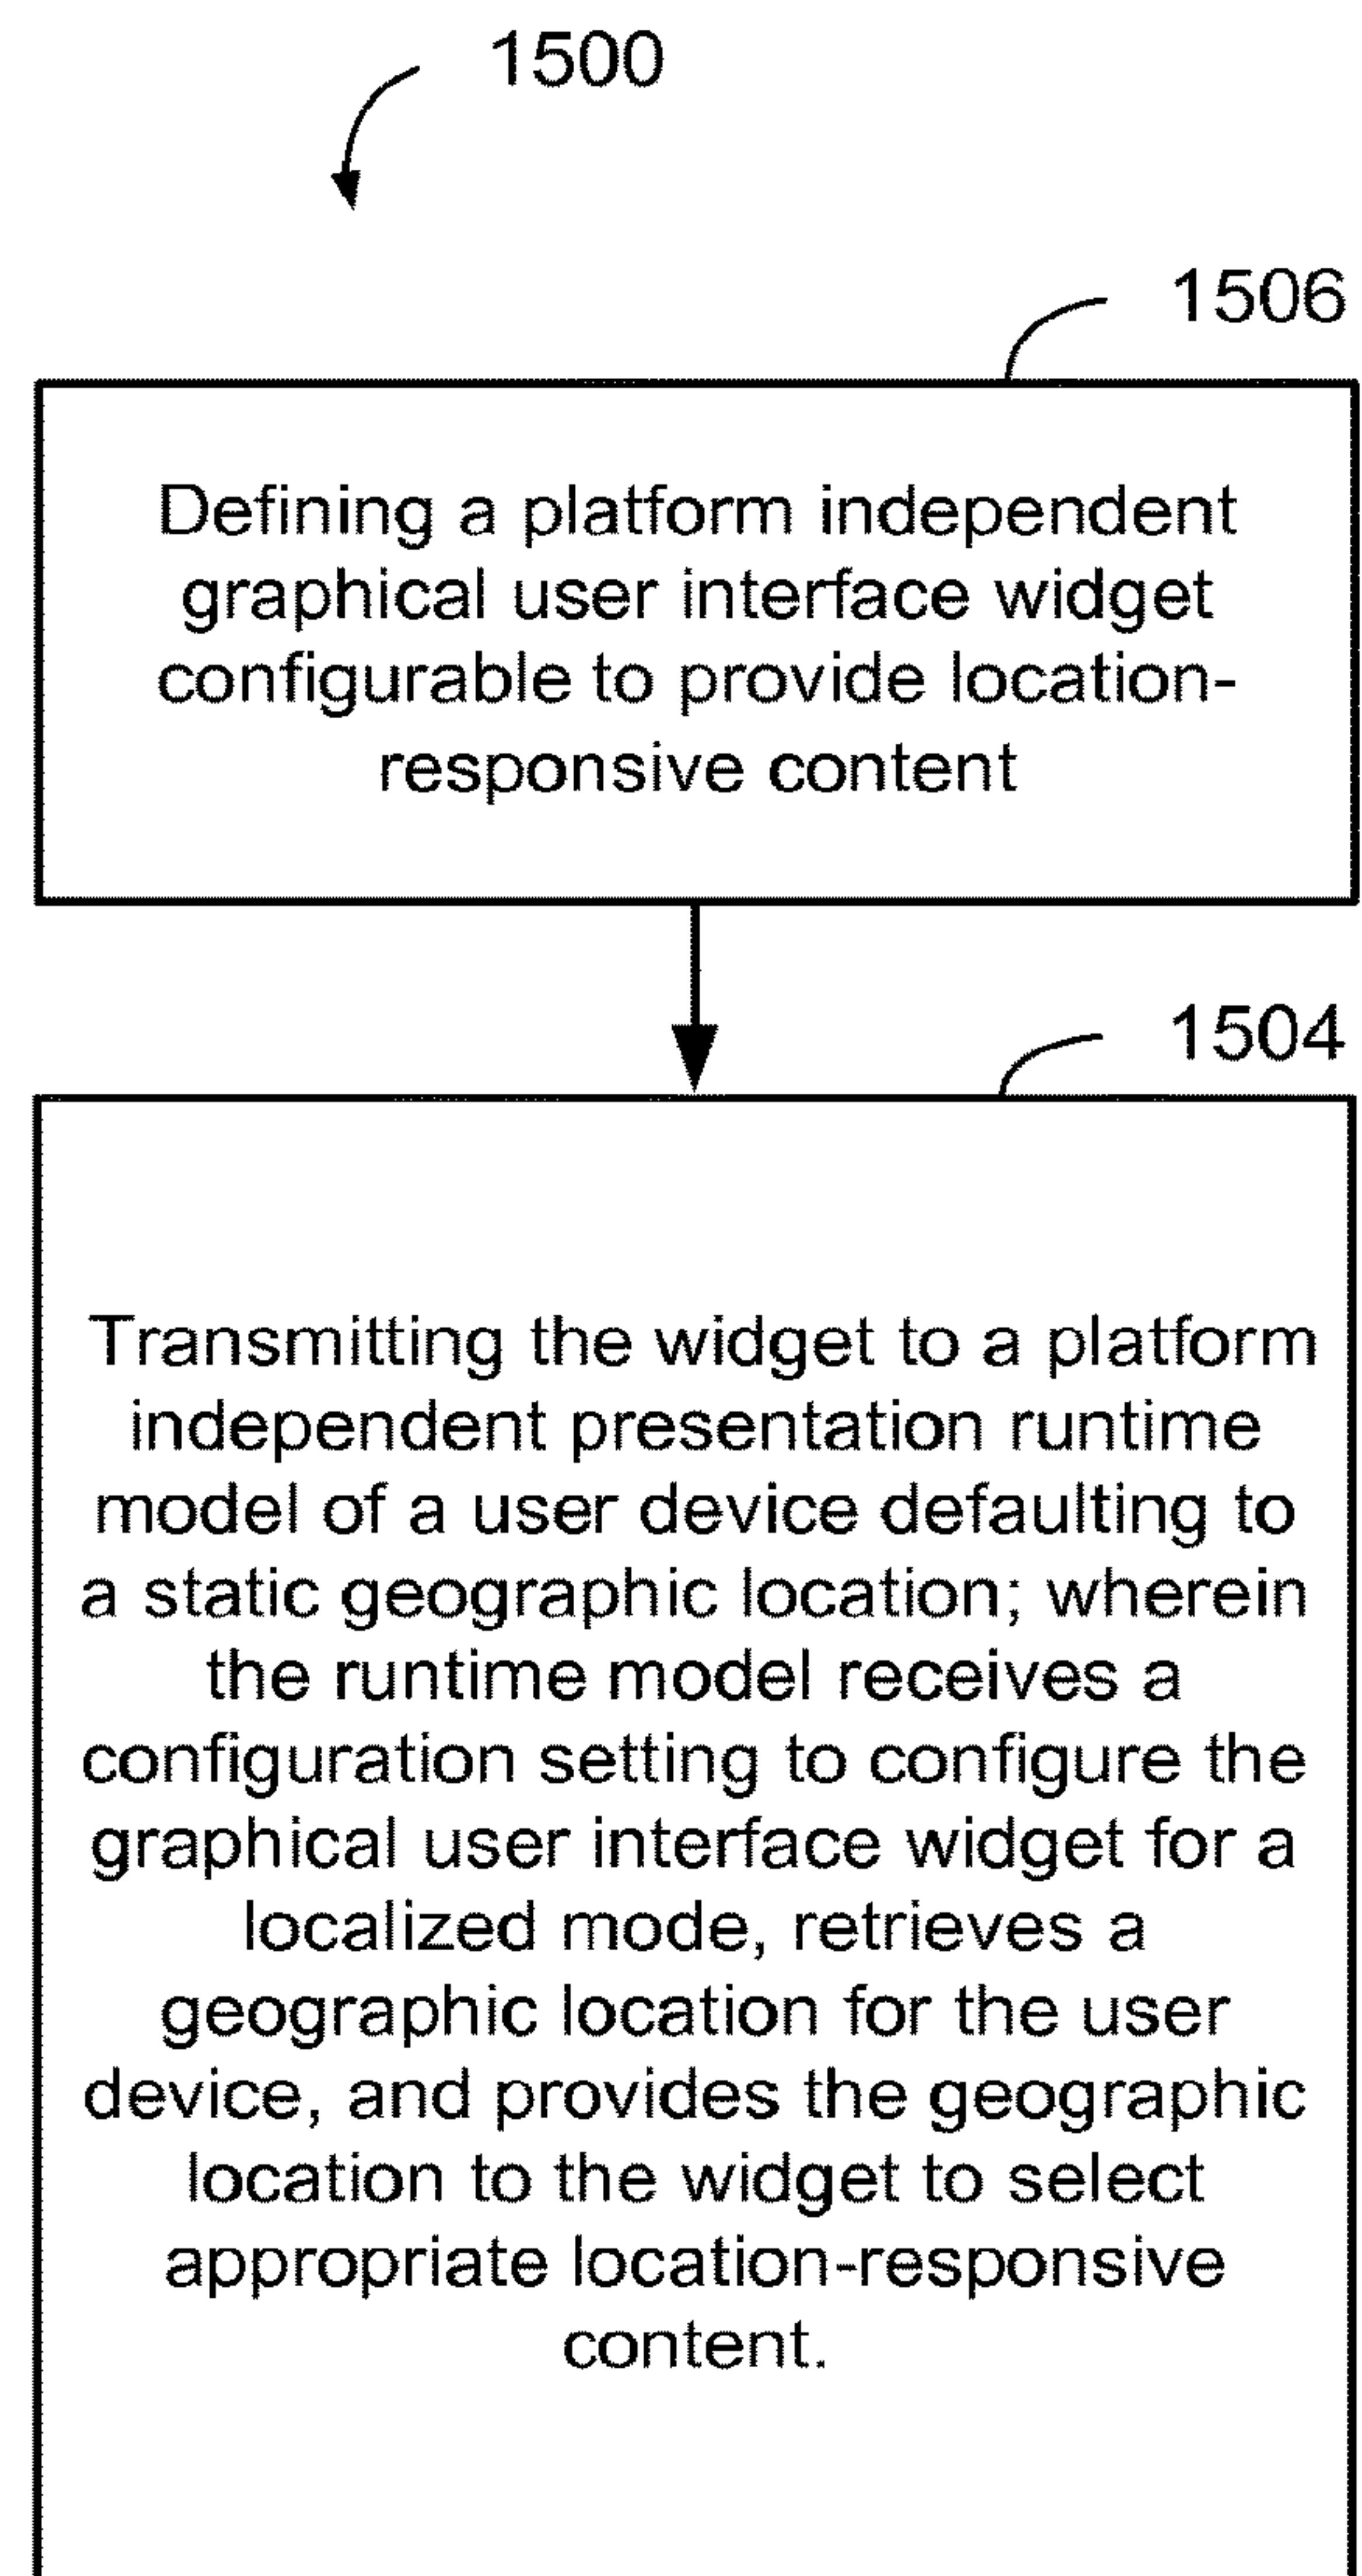 1500
1506
Defining a platform independent
graphical user interface widget
configurable to provide location-
responsive content
1504
Transmitting the widget to a platform
independent presentation runtime
model of a user device defaulting to
a static geographic location; wherein
the runtime model receives a
configuration setting to configure the
graphical user interface widget for a
localized mode, retrieves a
geographic location for the user
device, and provides the geographic
location to the widget to select
appropriate location-responsive
content.